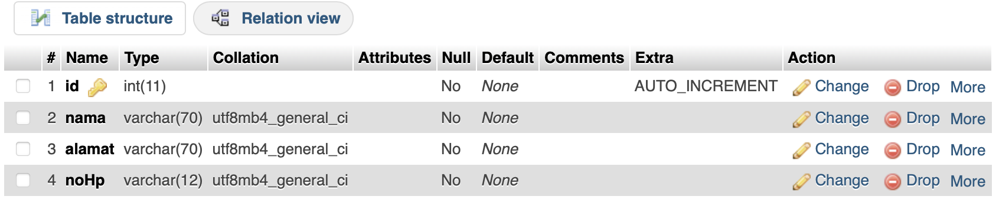 Table structure Relation view
# Name Type Collation Attributes Null Default Comments Extra Action
1 id int(11) No None AUTO_INCREMENT Change Drop More
2 nama varchar(70) utf8mb4_general_ci No None Change Drop More
3 alamat varchar(70) utf8mb4_general_ci No None Change Drop More
4 noHp varchar(12) utf8mb4_general_ci No None Change Drop More